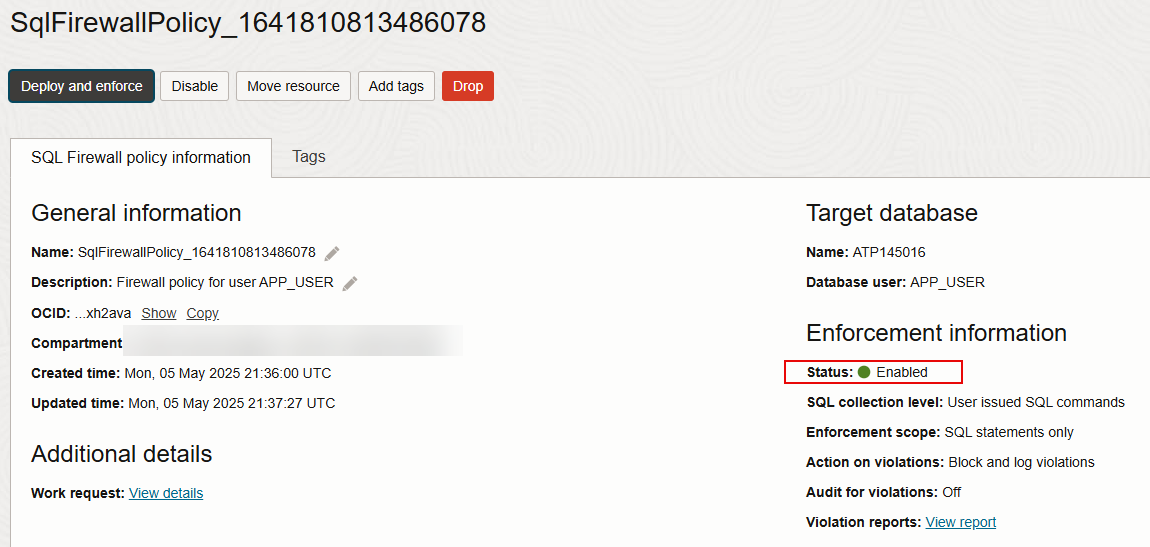 SqlFirewallPolicy_1641810813486078
Deploy and enforce Disable Move resource Add tags Drop
SQL Firewall policy information Tags
General information
Name: SqlFirewallPolicy_1641810813486078
Description: Firewall policy for user APP_USER
OCID: ...xh2ava Show Copy
Compartment
Created time: Mon, 05 May 2025 21:36:00 UTC
Updated time: Mon, 05 May 2025 21:37:27 UTC
Additional details
Work request: View details
Target database
Name: ATP145016
Database user: APP_USER
Enforcement information
Status: Enabled
SQL collection level: User issued SQL commands
Enforcement scope: SQL statements only
Action on violations: Block and log violations
Audit for violations: Off
Violation reports: View report